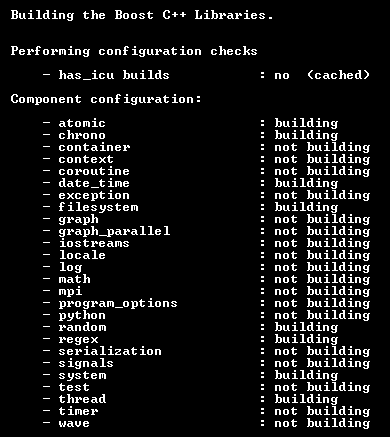 Building the Boost C++ Libraries.
Performing configuration checks
- has_icu builds : no (cached)
Component configuration:
- atomic : building
- chrono : building
- container : not building
- context : not building
- coroutine : not building
- date_time : building
- exception : not building
- filesystem : building
- graph : not building
- graph_parallel : not building
- iostreams : not building
- locale : not building
- log : not building
- math : not building
- mpi : not building
- program_options : not building
- python : not building
- random : building
- regex : building
- serialization : not building
- signals : not building
- system : building
- test : not building
- thread : building
- timer : not building
- wave : not building